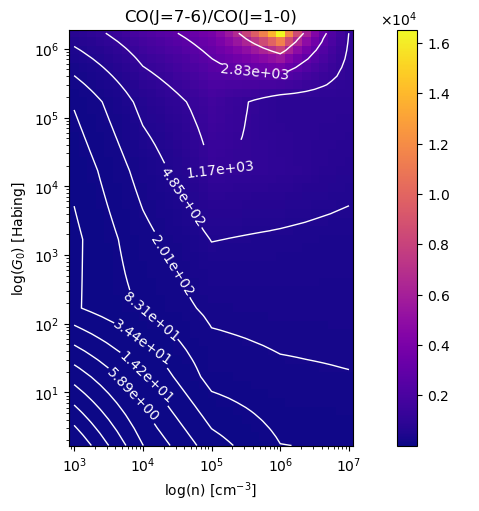 CO(J=7-6)/CO(J=1-0)
×10⁴
log(G₀) [Habing]
10⁶
10⁵
10⁴
10³
10²
10¹
2.83e+03
1.17e+03
4.85e+02
2.01e+02
8.31e+01
3.44e+01
1.42e+01
5.89e+00
1.6
1.4
1.2
1.0
0.8
0.6
0.4
0.2
10³ 10⁴ 10⁵ 10⁶ 10⁷
log(n) [cm⁻³]